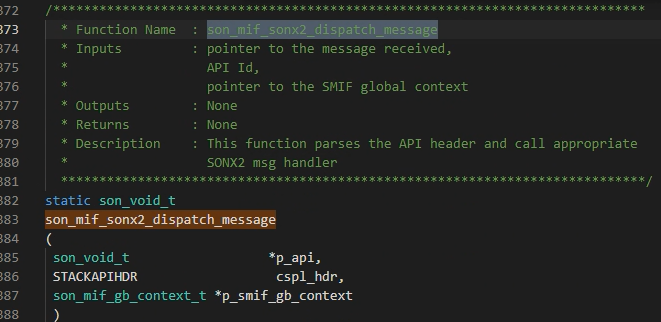 372 /***************************************************************************
373 * Function Name : son_mif_sonx2_dispatch_message
374 * Inputs : pointer to the message received,
375 * API Id,
376 * pointer to the SMIF global context
377 * Outputs : None
378 * Returns : None
379 * Description : This function parses the API header and call appropriate
380 * SONX2 msg handler
381 **************************************************************************/
382 static son_void_t
383 son_mif_sonx2_dispatch_message
384 (
385 son_void_t *p_api,
386 STACKAPIHDR cspl_hdr,
387 son_mif_gb_context_t *p_smif_gb_context
388 )